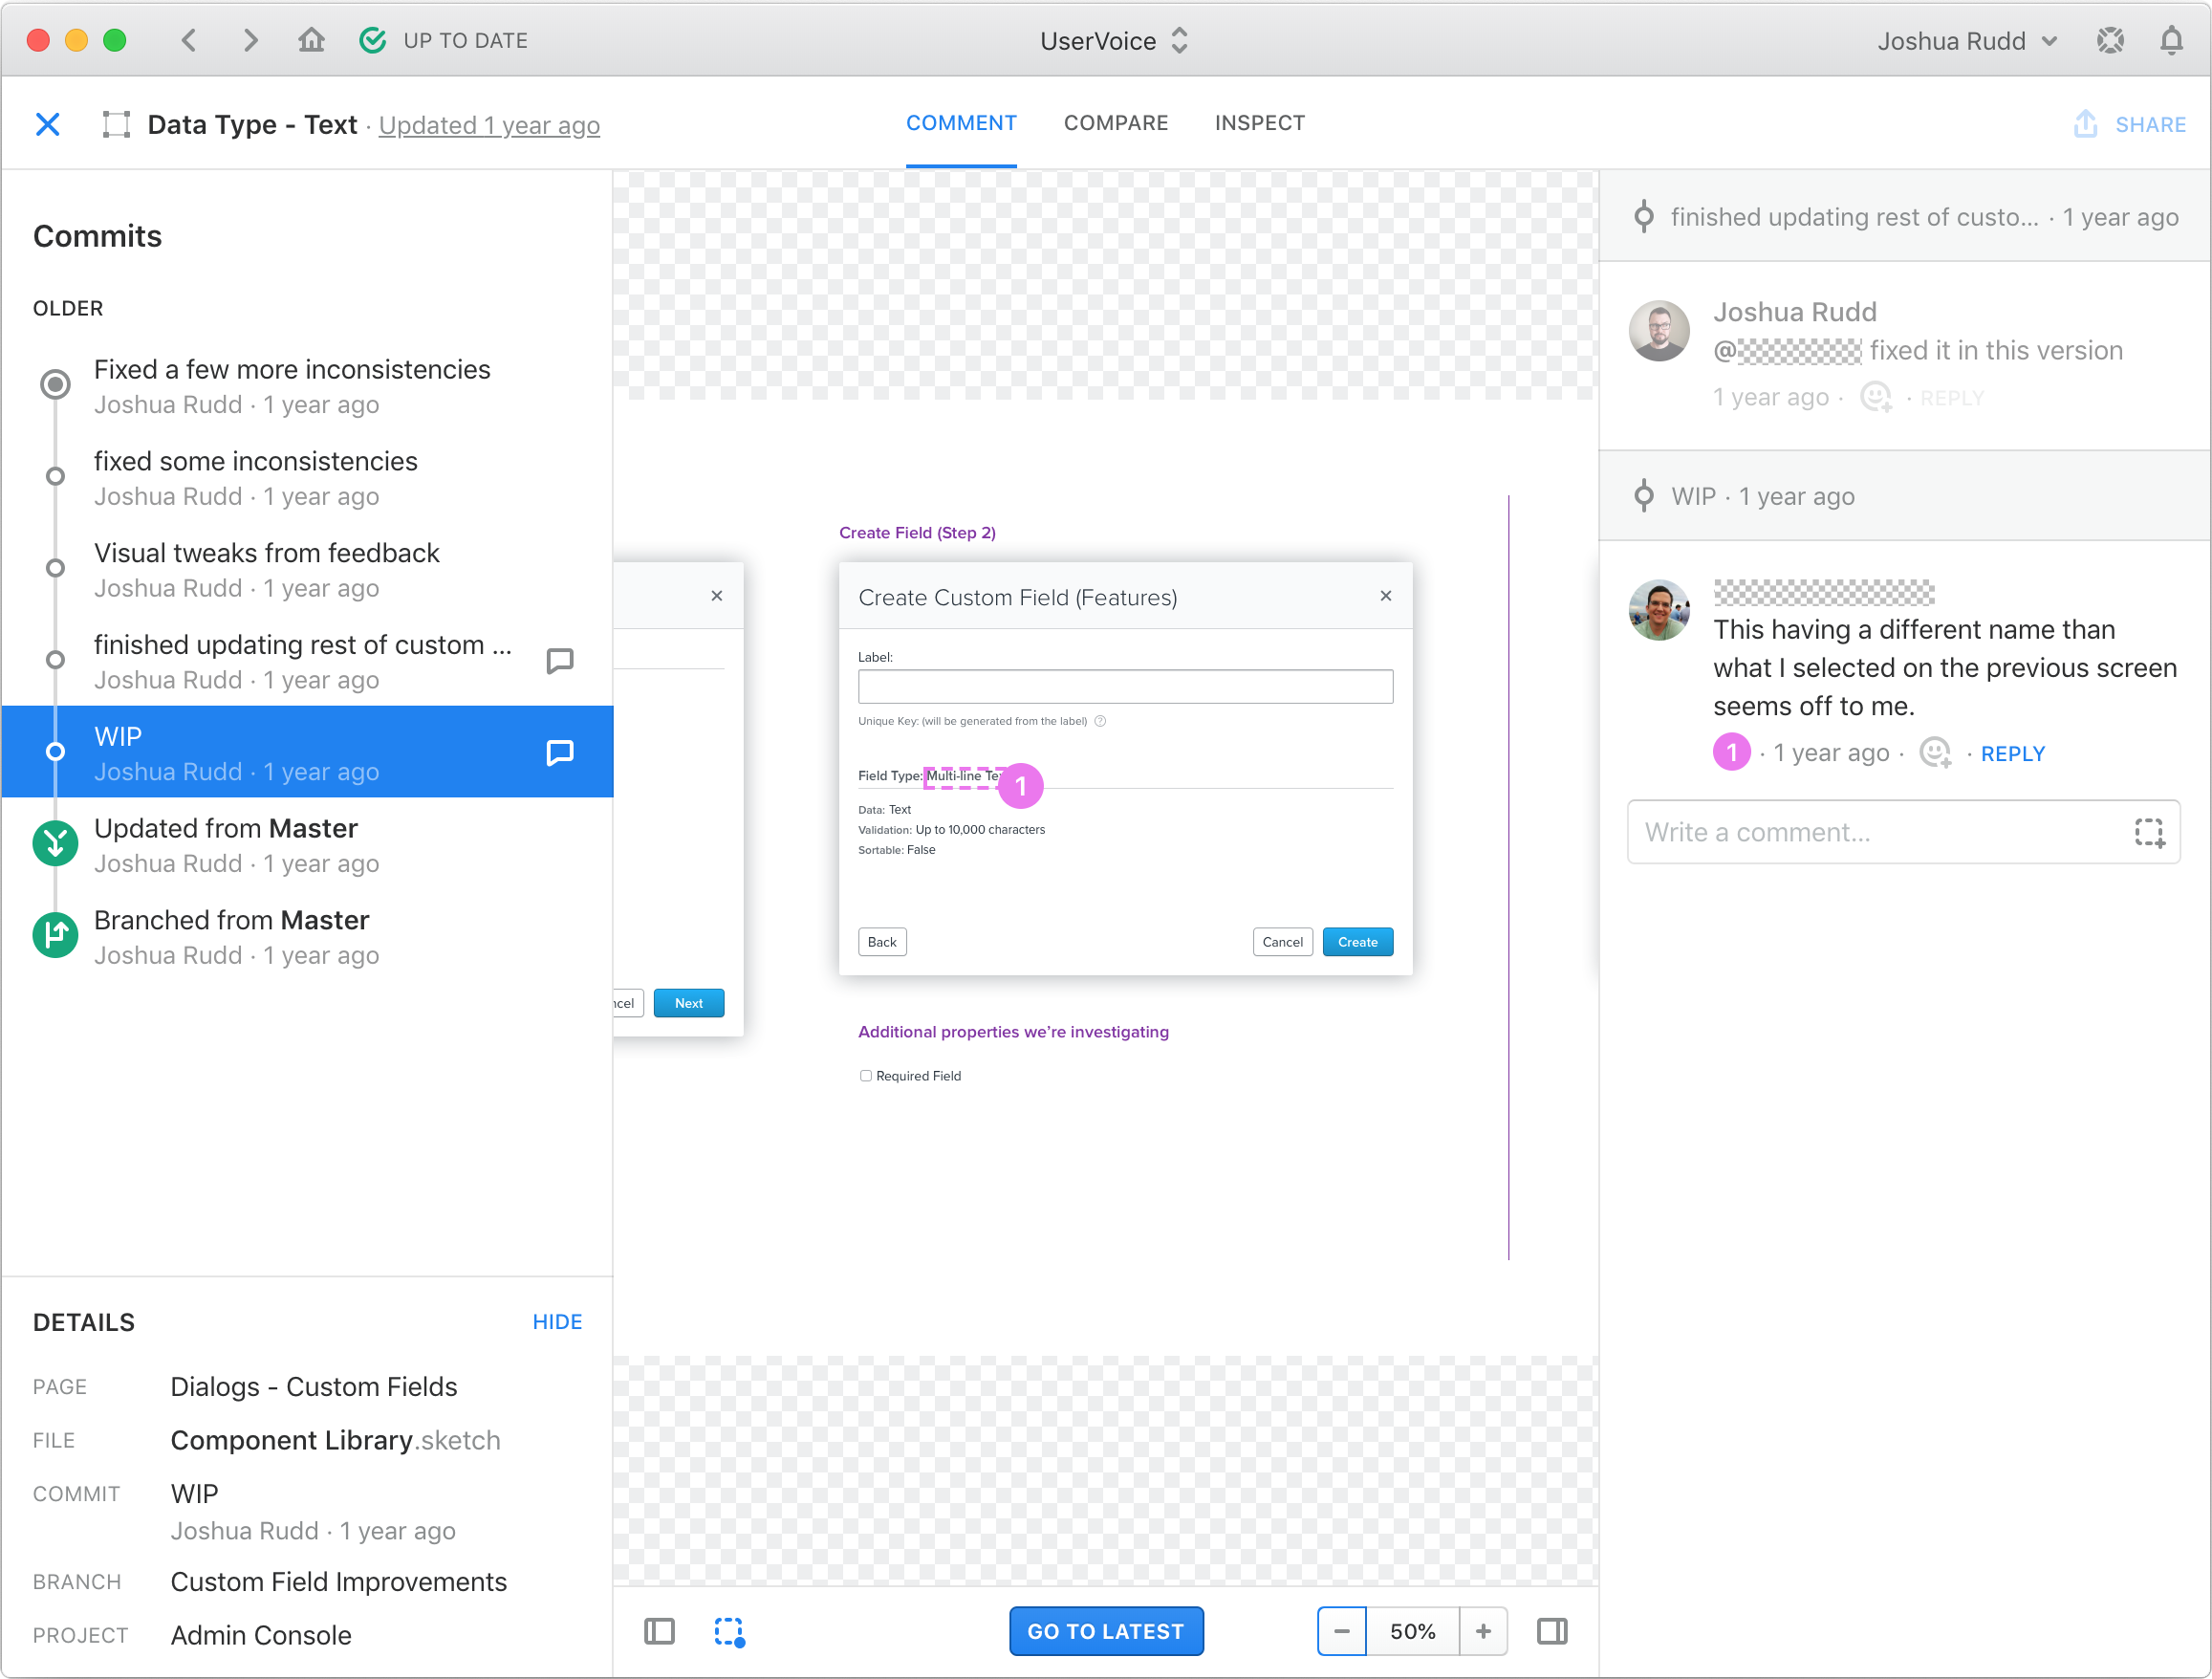 UP TO DATE
UserVoice
Joshua Rudd
Data Type - Text · Updated 1 year ago
COMMENT
COMPARE
INSPECT
SHARE
Commits
OLDER
Fixed a few more inconsistencies
Joshua Rudd · 1 year ago
fixed some inconsistencies
Joshua Rudd · 1 year ago
Visual tweaks from feedback
Joshua Rudd · 1 year ago
finished updating rest of custom ...
Joshua Rudd · 1 year ago
WIP
Joshua Rudd · 1 year ago
Updated from Master
Joshua Rudd · 1 year ago
Branched from Master
Joshua Rudd · 1 year ago
DETAILS
HIDE
PAGE Dialogs - Custom Fields
FILE Component Library.sketch
COMMIT WIP
Joshua Rudd · 1 year ago
BRANCH Custom Field Improvements
PROJECT Admin Console
Next
Create Field (Step 2)
Create Custom Field (Features)
Label:
Unique Key: (will be generated from the label) ?
Field Type: Multi-line
1
Data: Text
Validation: Up to 10,000 characters
Sortable: False
Back
Cancel
Create
Additional properties we're investigating
Required Field
GO TO LATEST
50%
finished updating rest of custo... · 1 year ago
Joshua Rudd
@ fixed it in this version
1 year ago · · REPLY
WIP · 1 year ago
This having a different name than
what I selected on the previous screen
seems off to me.
1 · 1 year ago · · REPLY
Write a comment...